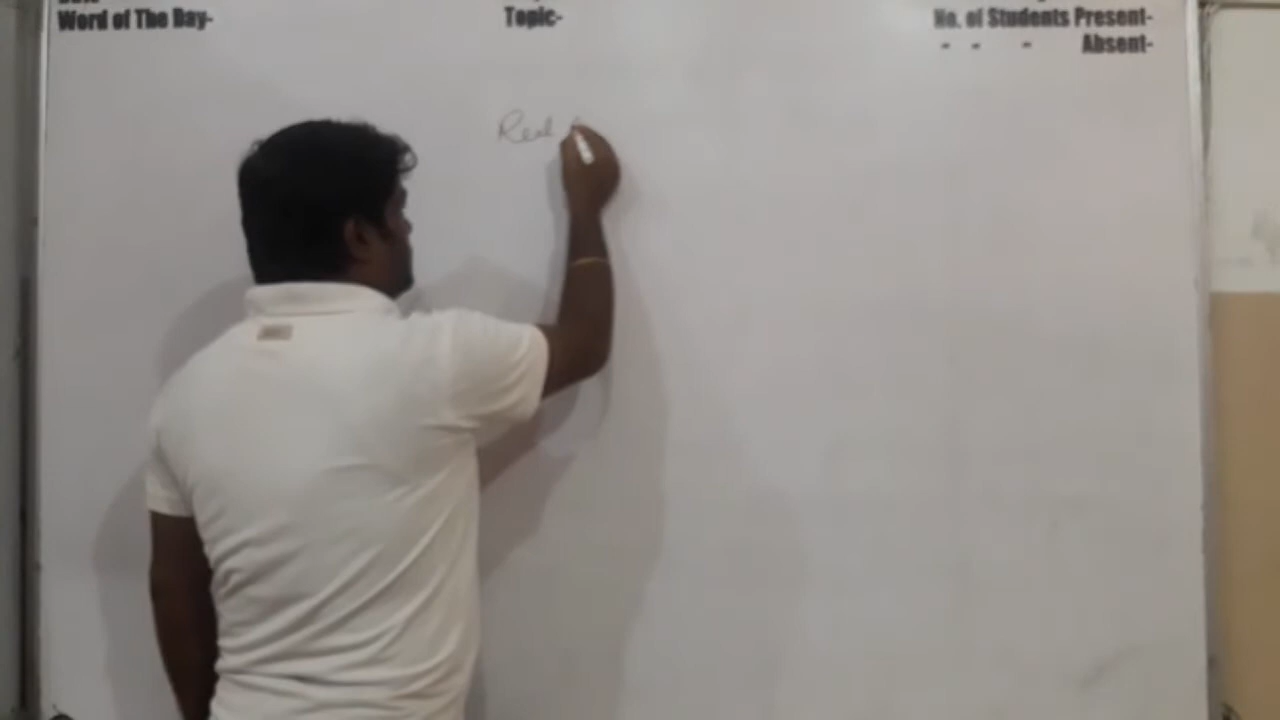 Word of The Day-
Topic-
No. of Students Present-
" " " Absent-
Real